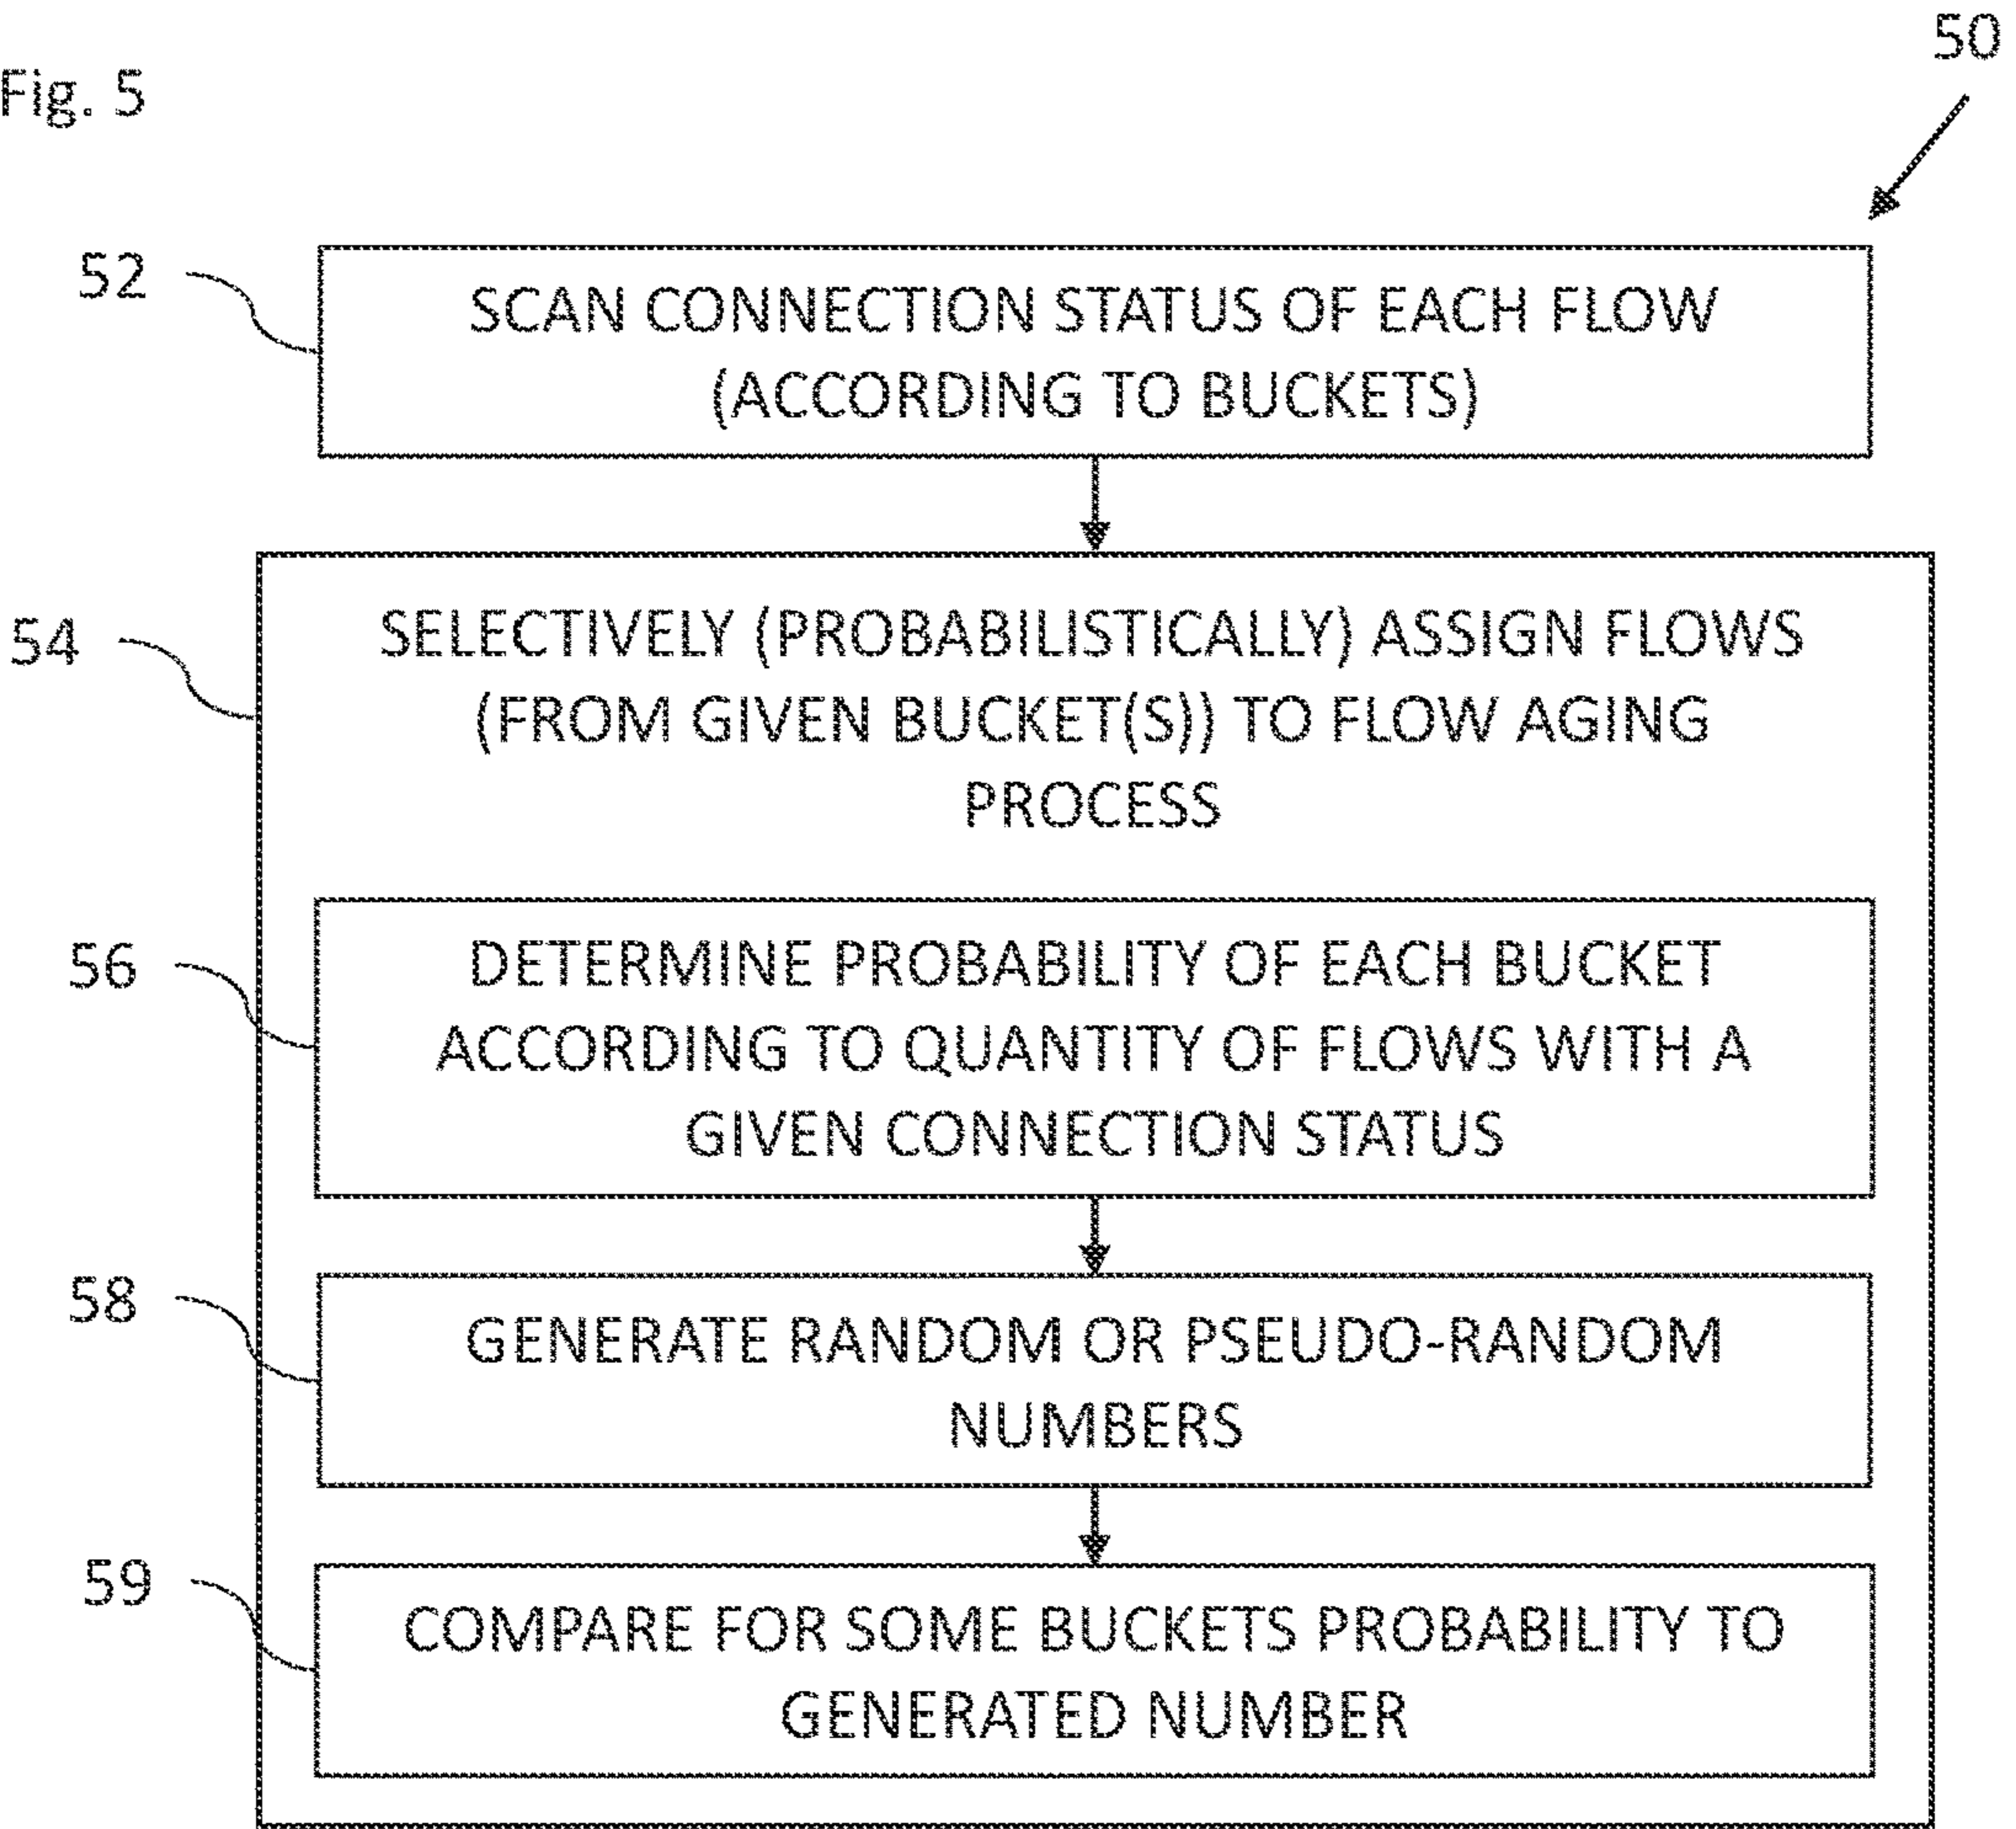 50
Fig. 5
52
SCAN CONNECTION STATUS OF EACH FLOW
(ACCORDING TO BUCKETS)
54
SELECTIVELY (PROBABILISTICALLY) ASSIGN FLOWS
(FROM GIVEN BUCKET(S)) TO FLOW AGING
PROCESS
56
DETERMINE PROBABILITY OF EACH BUCKET
ACCORDING TO QUANTITY OF FLOWS WITH A
GIVEN CONNECTION STATUS
58
GENERATE RANDOM OR PSEUDO-RANDOM
NUMBERS
59
COMPARE FOR SOME BUCKETS PROBABILITY TO
GENERATED NUMBER